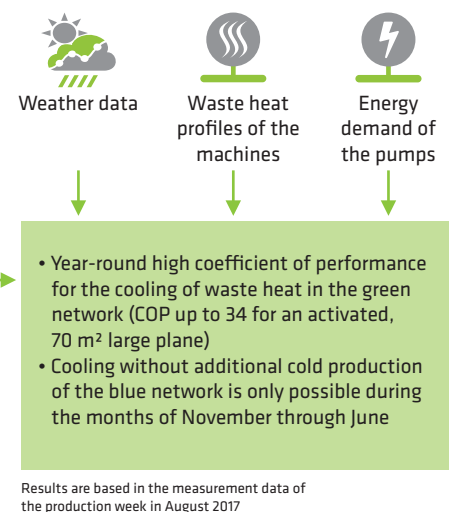 Weather data
Waste heat
profiles of the
machines
Energy
demand of
the pumps
• Year-round high coefficient of performance
for the cooling of waste heat in the green
network (COP up to 34 for an activated,
70 m² large plane)
• Cooling without additional cold production
of the blue network is only possible during
the months of November through June
Results are based in the measurement data of
the production week in August 2017